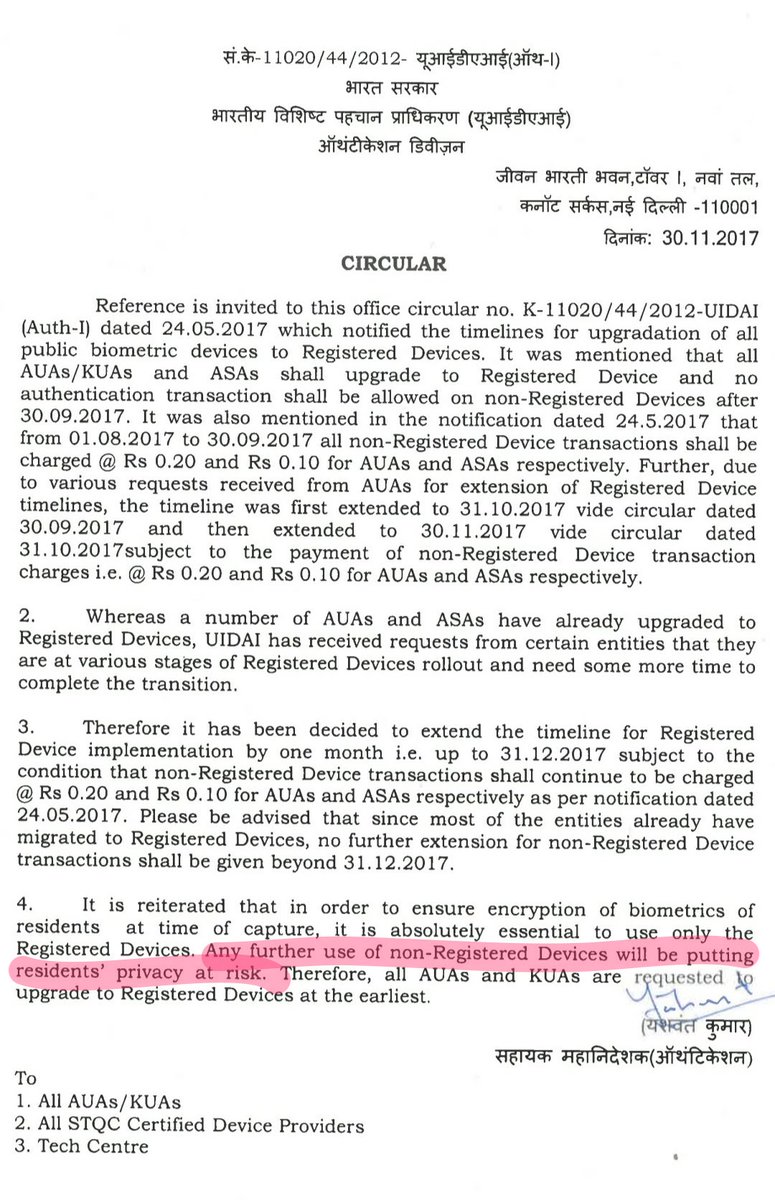 सं.के-11020/44/2012- यूआईडीएआई(ऑथ-I)
भारत सरकार
भारतीय विशिष्ट पहचान प्राधिकरण (यूआईडीएआई)
ऑथंटीकेशन डिवीज़न
जीवन भारती भवन,टॉवर I, नवां तल,
कनॉट सर्कस,नई दिल्ली -110001
दिनांक: 30.11.2017
CIRCULAR
Reference is invited to this office circular no. K-11020/44/2012-UIDAI
(Auth-I) dated 24.05.2017 which notified the timelines for upgradation of all
public biometric devices to Registered Devices. It was mentioned that all
AUAs/KUAs and ASAs shall upgrade to Registered Device and no
authentication transaction shall be allowed on non-Registered Devices after
30.09.2017. It was also mentioned in the notification dated 24.5.2017 that
from 01.08.2017 to 30.09.2017 all non-Registered Device transactions shall be
charged @ Rs 0.20 and Rs 0.10 for AUAs and ASAs respectively. Further, due
to various requests received from AUAs for extension of Registered Device
timelines, the timeline was first extended to 31.10.2017 vide circular dated
30.09.2017 and then extended to 30.11.2017 vide circular dated
31.10.2017subject to the payment of non-Registered Device transaction
charges i.e. @ Rs 0.20 and Rs 0.10 for AUAs and ASAs respectively.
2. Whereas a number of AUAs and ASAs have already upgraded to
Registered Devices, UIDAI has received requests from certain entities that they
are at various stages of Registered Devices rollout and need some more time to
complete the transition.
3. Therefore it has been decided to extend the timeline for Registered
Device implementation by one month i.e. up to 31.12.2017 subject to the
condition that non-Registered Device transactions shall continue to be charged
@ Rs 0.20 and Rs 0.10 for AUAs and ASAs respectively as per notification dated
24.05.2017. Please be advised that since most of the entities already have
migrated to Registered Devices, no further extension for non-Registered Device
transactions shall be given beyond 31.12.2017.
4. It is reiterated that in order to ensure encryption of biometrics of
residents at time of capture, it is absolutely essential to use only the
Registered Devices. Any further use of non-Registered Devices will be putting
residents' privacy at risk. Therefore, all AUAs and KUAs are requested to
upgrade to Registered Devices at the earliest.
(यशवंत कुमार)
सहायक महानिदेशक(ऑथंटिकेशन)
To
1. All AUAs/KUAs
2. All STQC Certified Device Providers
3. Tech Centre